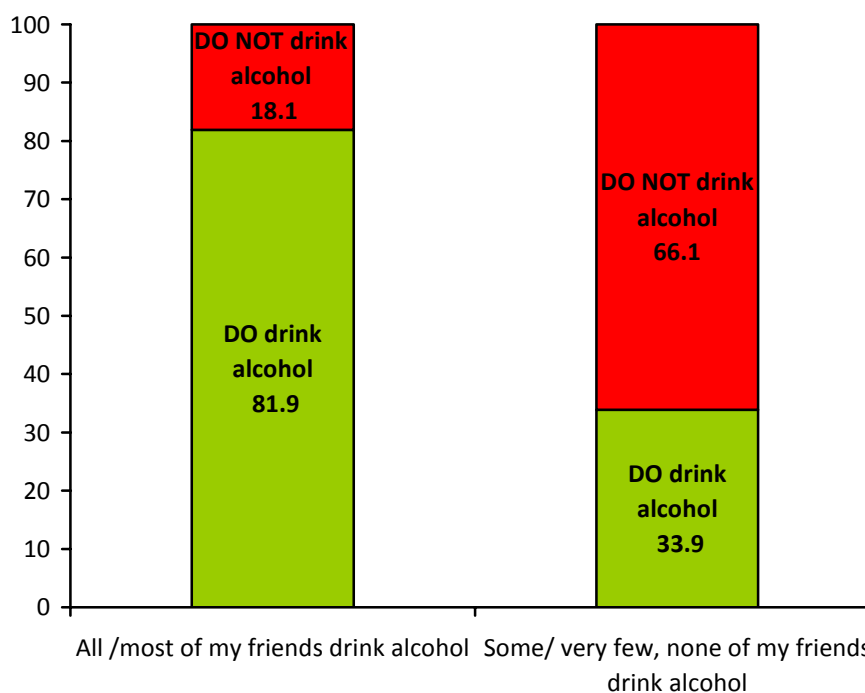 100
90
80
70
60
50
40
30
20
10
0
DO NOT drink
alcohol
18.1
DO drink
alcohol
81.9
DO NOT drink
alcohol
66.1
DO drink
alcohol
33.9
All /most of my friends drink alcohol
Some/ very few, none of my friends
drink alcohol